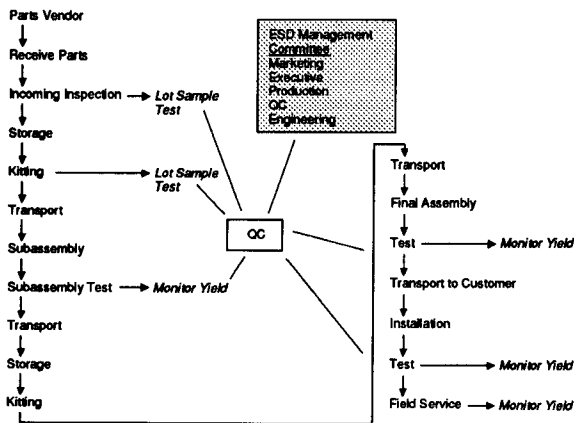 Parts Vendor
Receive Parts
Incoming Inspection
Lot Sample
Test
Storage
Kitting
Lot Sample
Test
Transport
Subassembly
Subassembly Test
Monitor Yield
Transport
Storage
Kitting
ESD Management
Committee
Marketing
Executive
Production
QC
Engineering
QC
Transport
Final Assembly
Test
Monitor Yield
Transport to Customer
Installation
Test
Monitor Yield
Field Service
Monitor Yield